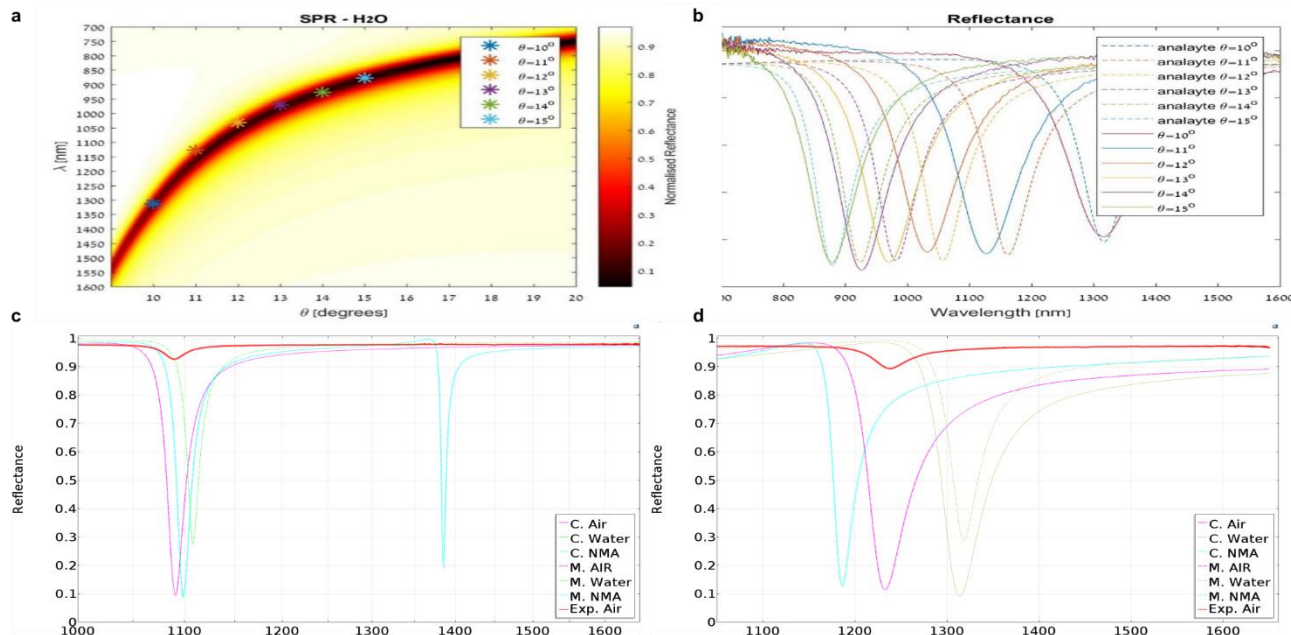 a
SPR - H2O
700
750
800
850
900
950
1000
1050
1100
1150
1200
1250
1300
1350
1400
1450
1500
1550
1600
λ [nm]
10
11
12
13
14
15
16
17
18
19
20
θ [degrees]
θ=10°
θ=11°
θ=12°
θ=13°
θ=14°
θ=15°
0.9
0.8
0.7
0.6
0.5
0.4
0.3
0.2
0.1
Normalised Reflectance
b
Reflectance
analayte θ=10°
analayte θ=11°
analayte θ=12°
analayte θ=13°
analayte θ=14°
analayte θ=15°
θ=10°
θ=11°
θ=12°
θ=13°
θ=14°
θ=15°
800
900
1000
1100
1200
1300
1400
1500
1600
Wavelength [nm]
c
1
0.9
0.8
0.7
0.6
0.5
0.4
0.3
0.2
0.1
0
Reflectance
1000
1100
1200
1300
1400
1500
1600
C. Air
C. Water
C. NMA
M. AIR
M. Water
M. NMA
Exp. Air
d
1
0.9
0.8
0.7
0.6
0.5
0.4
0.3
0.2
0.1
0
Reflectance
1100
1200
1300
1400
1500
1600
C. Air
C. Water
C. NMA
M. AIR
M. Water
M. NMA
Exp. Air